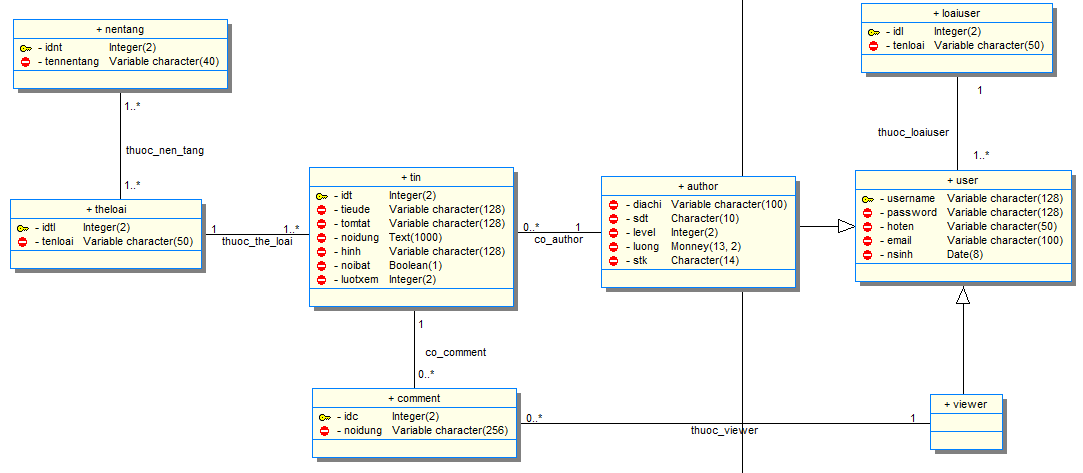 + nentang
- idnt Integer(2)
- tennentang Variable character(40)
1..*
thuoc_nen_tang
1..*
+ theloai
- idtl Integer(2)
- tenloai Variable character(50)
1
thuoc_the_loai
1..*
+ tin
- idt Integer(2)
- tieude Variable character(128)
- tomtat Variable character(128)
- noidung Text(1000)
- hinh Variable character(128)
- noibat Boolean(1)
- luotxem Integer(2)
0..*
co_author
1
+ author
- diachi Variable character(100)
- sdt Character(10)
- level Integer(2)
- luong Monney(13, 2)
- stk Character(14)
+ loaiuser
- idl Integer(2)
- tenloai Variable character(50)
1
thuoc_loaiuser
1..*
+ user
- username Variable character(128)
- password Variable character(128)
- hoten Variable character(50)
- email Variable character(100)
- nsinh Date(8)
1
co_comment
0..*
+ comment
- idc Integer(2)
- noidung Variable character(256)
0..*
thuoc_viewer
1
+ viewer